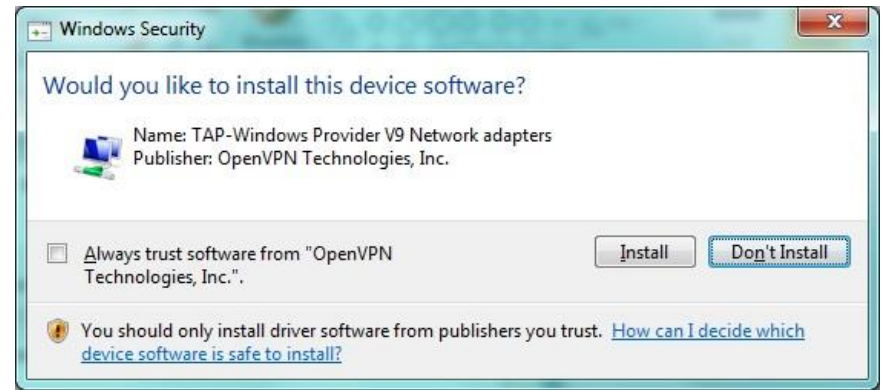 Windows Security
Would you like to install this device software?
Name: TAP-Windows Provider V9 Network adapters
Publisher: OpenVPN Technologies, Inc.
Always trust software from "OpenVPN
Technologies, Inc.".
Install
Don't Install
You should only install driver software from publishers you trust. How can I decide which
device software is safe to install?